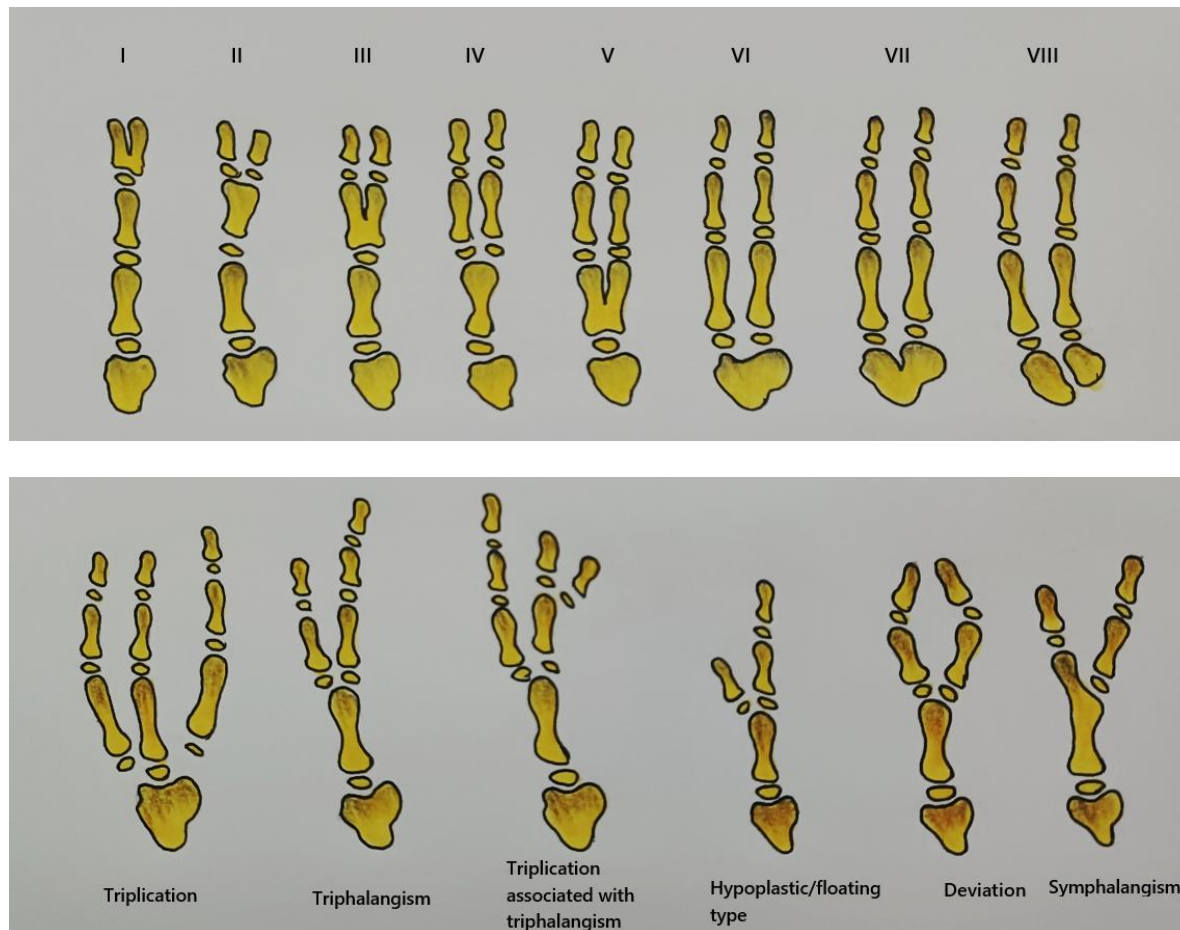 I II III IV V VI VII VIII
Triplication
Triphalangism
Triplication
associated with
triphalangism
Hypoplastic/floating
type
Deviation
Symphalangism